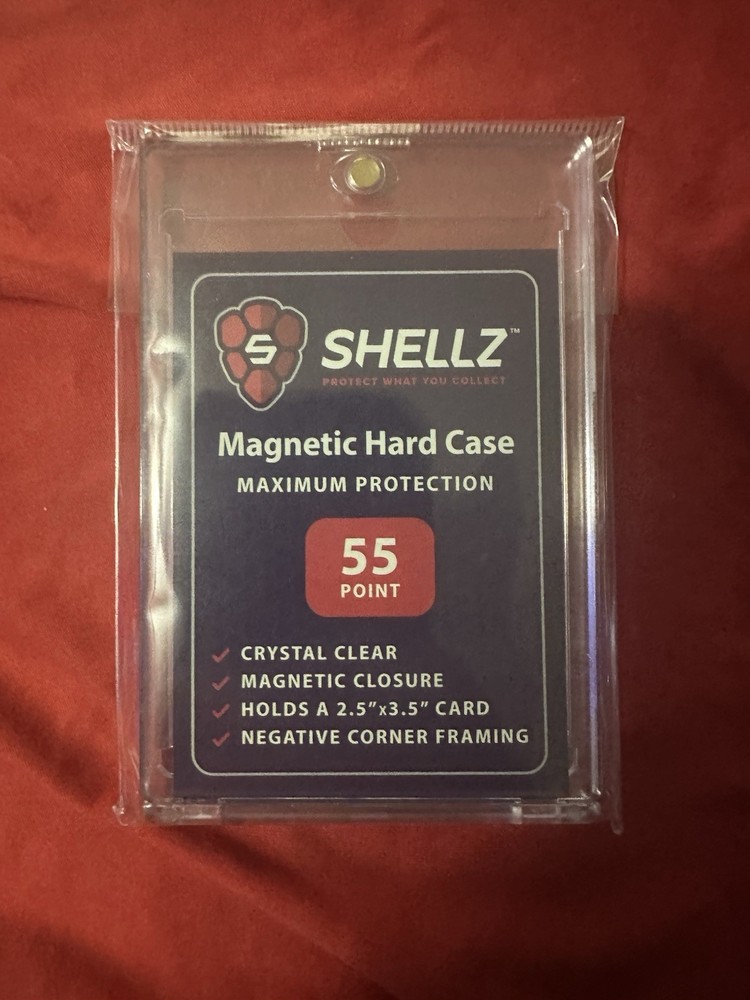 S
SHELLZ™
PROTECT WHAT YOU COLLECT
Magnetic Hard Case
MAXIMUM PROTECTION
55
POINT
CRYSTAL CLEAR
MAGNETIC CLOSURE
HOLDS A 2.5”x3.5” CARD
NEGATIVE CORNER FRAMING